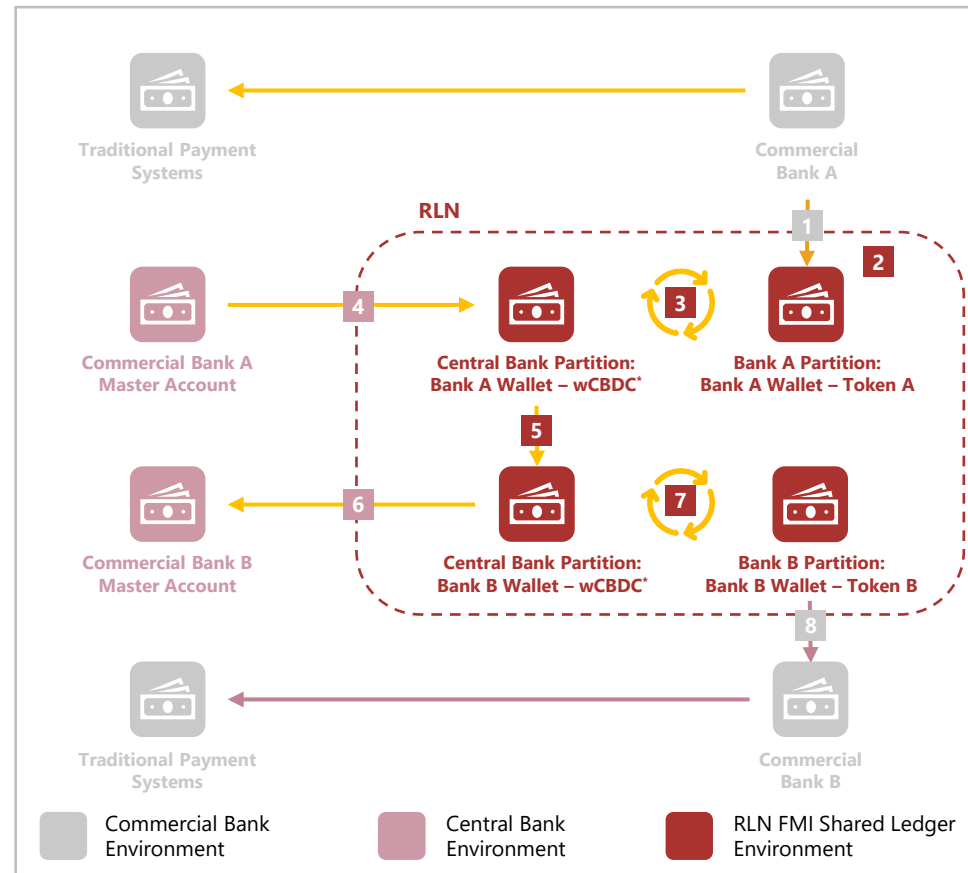 Traditional Payment
Systems
Commercial
Bank A
RLN
1
2
3
4
Commercial Bank A
Master Account
Central Bank Partition:
Bank A Wallet – wCBDC*
Bank A Partition:
Bank A Wallet – Token A
5
6
7
Commercial Bank B
Master Account
Central Bank Partition:
Bank B Wallet – wCBDC*
Bank B Partition:
Bank B Wallet – Token B
8
Traditional Payment
Systems
Commercial
Bank B
Commercial Bank
Environment
Central Bank
Environment
RLN FMI Shared Ledger
Environment